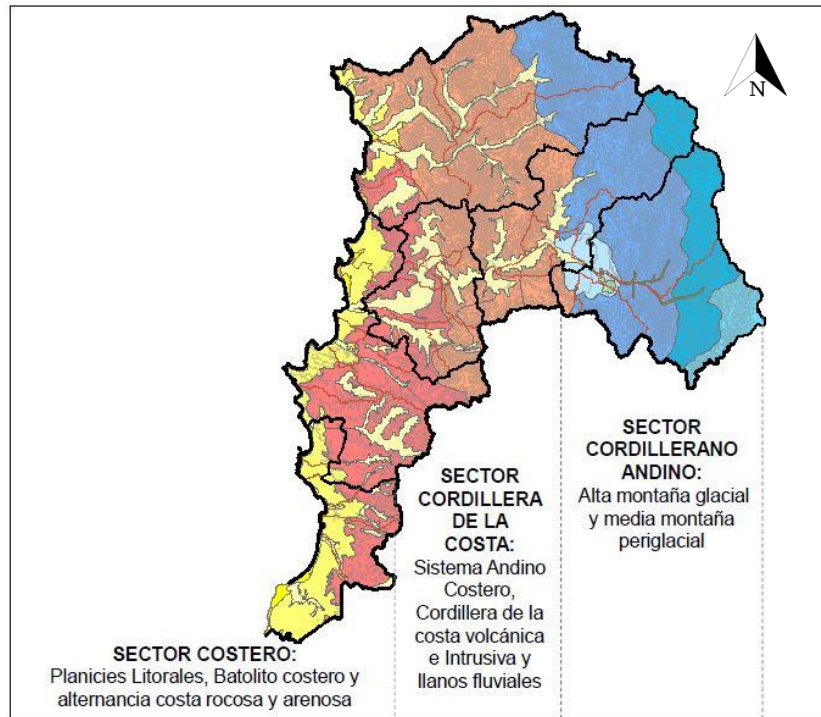 N
SECTOR COSTERO:
Planicies Litorales, Batolito costero y
alternancia costa rocosa y arenosa
SECTOR
CORDILLERA
DE LA
COSTA:
Sistema Andino
Costero,
Cordillera de la
costa volcánica
e Intrusiva y
llanos fluviales
SECTOR
CORDILLERANO
ANDINO:
Alta montaña glacial
y media montaña
periglacial